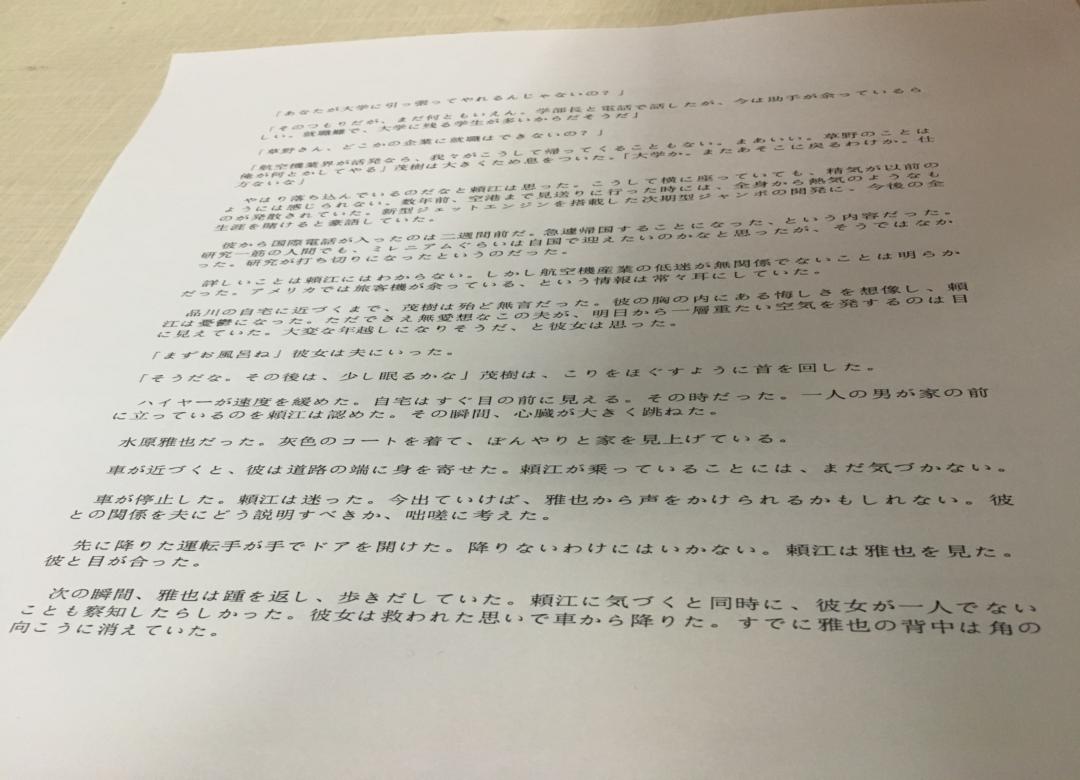 「あなたが大学に引っ張ってやれるんじゃないの？」
「そのつもりだが、まだ何ともいえん。学部長と電話で話したが、今は助手が余っているら
しい。就職難で、大学に残る学生が多いからだそうだ」
「草野さん、どこかの企業に就職はできないの？」
「航空機業界が活発なら、我々がこうして帰ってくることもない。まあいい。草野のことは
俺が何とかしてやる」茂樹は大きくため息をついた。「大学か。またあそこに戻るわけか。仕
方ないな」
やはり落ち込んでいるのだなと頼江は思った。こうして横に座っていても、精気が以前の
ようには感じられない。数年前、空港まで見送りに行った時には、全身から熱気のようなも
のが発散されていた。新型ジェットエンジンを搭載した次期型ジャンボの開発に、今後の全
生涯を賭けると豪語していた。
彼から国際電話が入ったのは二週間前だ。急遽帰国することになった、という内容だった。
研究一筋の人間でも、ミレニアムぐらいは自国で迎えたいのかなと思ったが、そうではなか
った。研究が打ち切りになったというのだった。
詳しいことは頼江にはわからない。しかし航空機産業の低迷が無関係でないことは明らか
だった。アメリカでは旅客機が余っている、という情報は常々耳にしていた。
品川の自宅に近づくまで、茂樹は殆ど無言だった。彼の胸の内にある悔しさを想像し、頼
江は憂鬱になった。ただでさえ無愛想なこの夫が、明日から一層重たい空気を発するのは目
に見えていた。大変な年越しになりそうだ、と彼女は思った。
「まずお風呂ね」彼女は夫にいった。
「そうだな。その後は、少し眠るかな」茂樹は、こりをほぐすように首を回した。
ハイヤーが速度を緩めた。自宅はすぐ目の前に見える。その時だった。一人の男が家の前
に立っているのを頼江は認めた。その瞬間、心臓が大きく跳ねた。
水原雅也だった。灰色のコートを着て、ぼんやりと家を見上げている。
車が近づくと、彼は道路の端に身を寄せた。頼江が乗っていることには、まだ気づかない。
車が停止した。頼江は迷った。今出ていけば、雅也から声をかけられるかもしれない。彼
との関係を夫にどう説明すべきか、咄嗟に考えた。
先に降りた運転手が手でドアを開けた。降りないわけにはいかない。頼江は雅也を見た。
彼と目が合った。
次の瞬間、雅也は踵を返し、歩きだしていた。頼江に気づくと同時に、彼女が一人でない
ことも察知したらしかった。彼女は救われた思いで車から降りた。すでに雅也の背中は角の
向こうに消えていた。